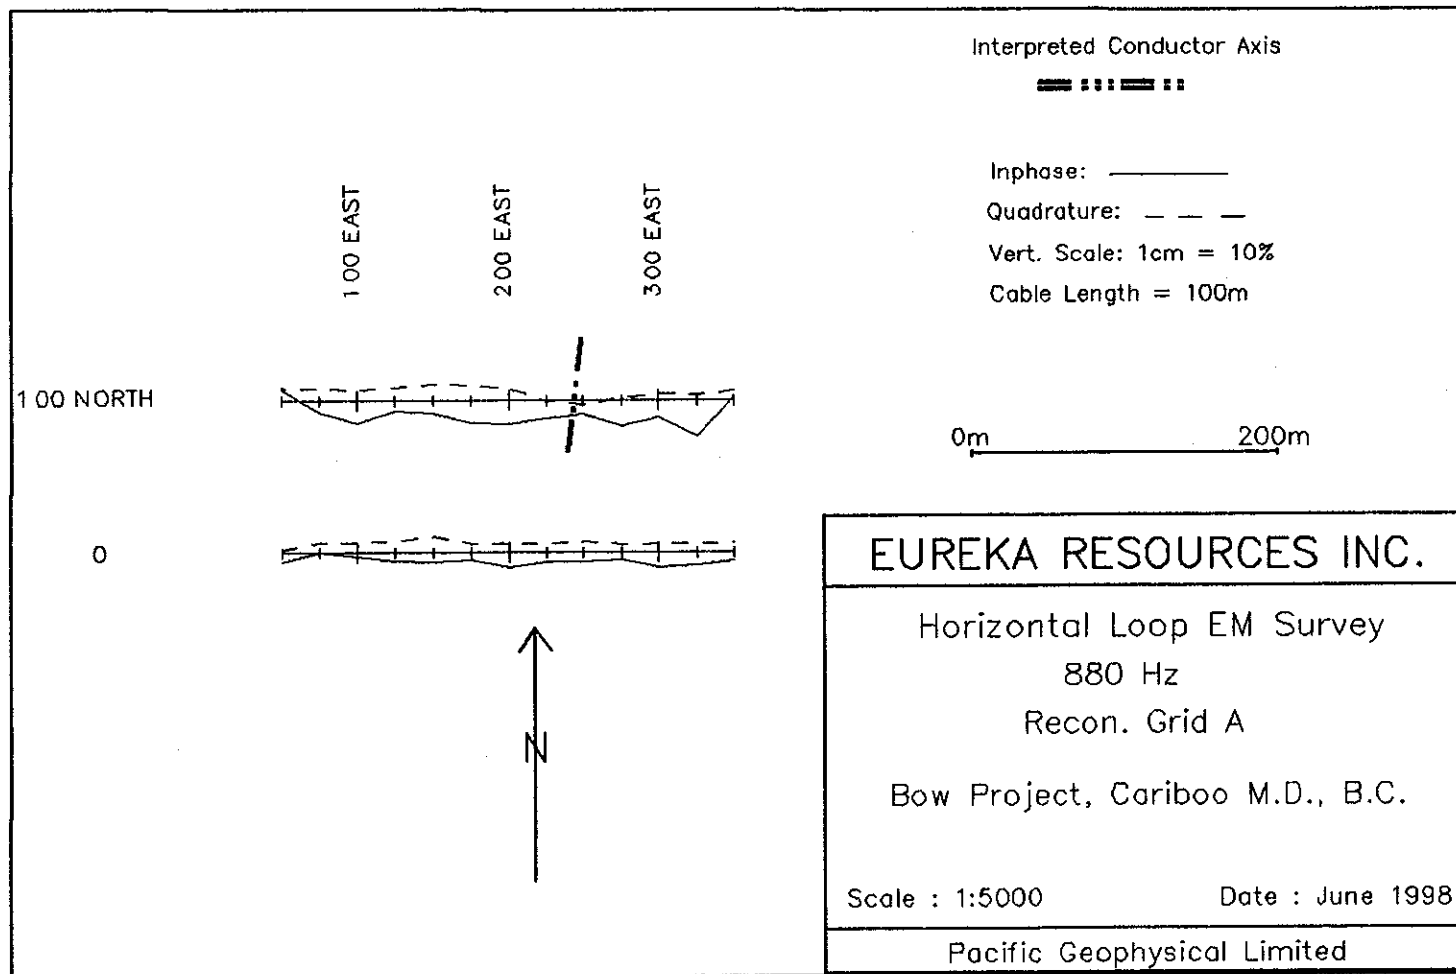 Interpreted Conductor Axis
Inphase:
Quadrature:
Vert. Scale: 1cm = 10%
Cable Length = 100m
100 EAST
200 EAST
300 EAST
100 NORTH
0
0m 200m
N
EUREKA RESOURCES INC.
Horizontal Loop EM Survey
880 Hz
Recon. Grid A
Bow Project, Cariboo M.D., B.C.
Scale : 1:5000 Date : June 1998
Pacific Geophysical Limited